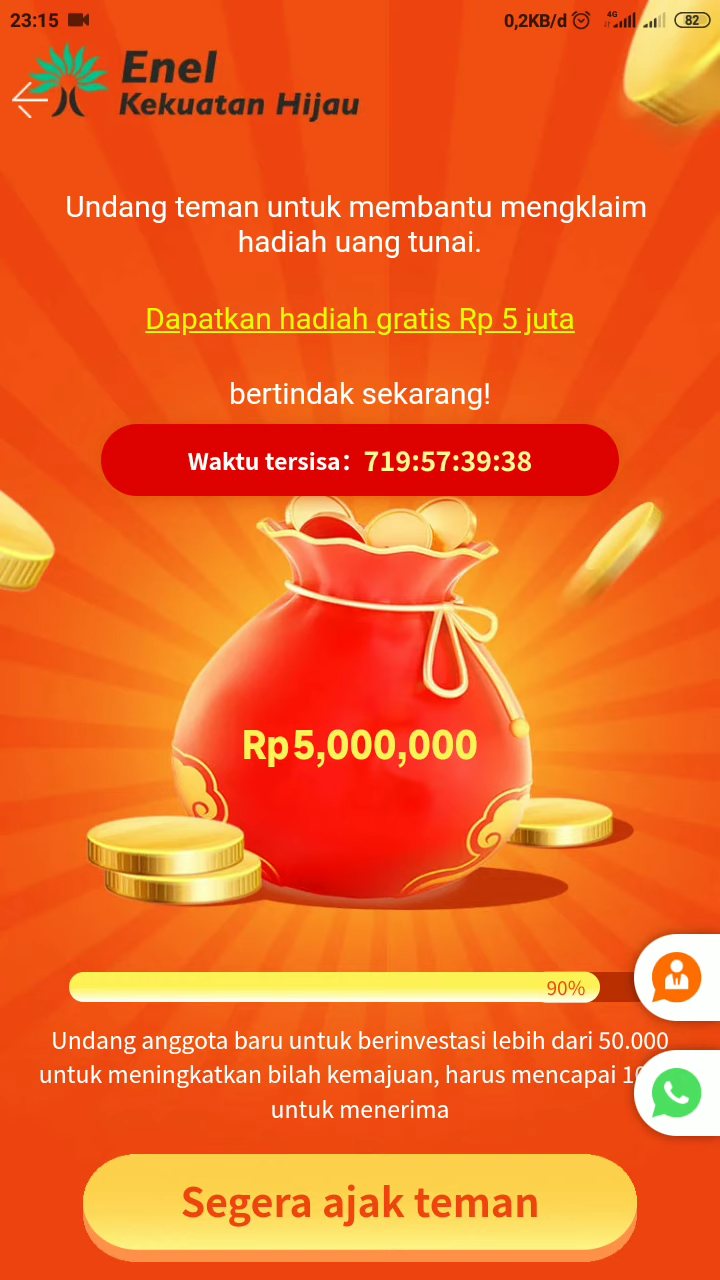 23:15
0,2KB/d
4G
82
Enel
Kekuatan Hijau
Undang teman untuk membantu mengklaim
hadiah uang tunai.
Dapatkan hadiah gratis Rp 5 juta
bertindak sekarang!
Waktu tersisa: 719:57:39:38
Rp5,000,000
90%
Undang anggota baru untuk berinvestasi lebih dari 50.000
untuk meningkatkan bilah kemajuan, harus mencapai
untuk menerima
Segera ajak teman